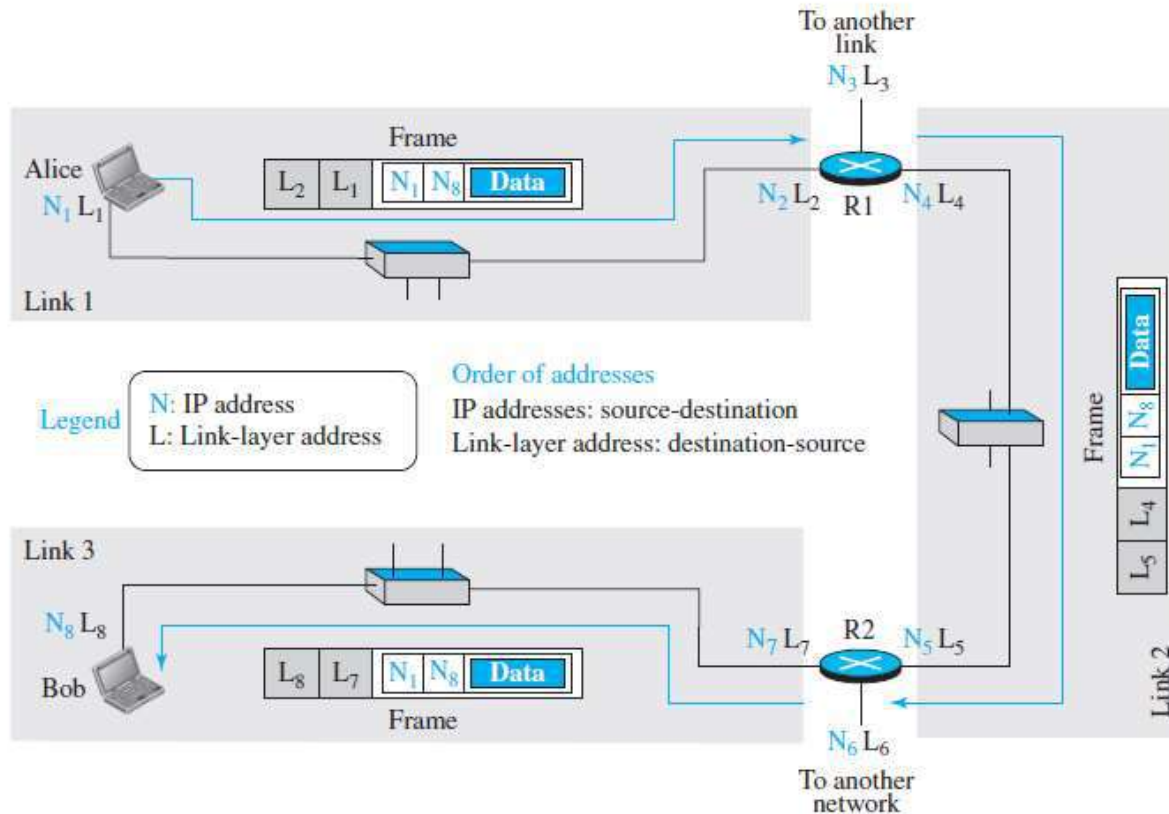 To another
link
N₃ L₃
Frame
Alice
N₁ L₁
L₂ L₁ N₁ N₈ Data
N₂ L₂
R1
N₄ L₄
Link 1
Legend
N: IP address
L: Link-layer address
Order of addresses
IP addresses: source-destination
Link-layer address: destination-source
Frame
L₅ L₄ N₁ N₈ Data
Link 2
Link 3
N₈ L₈
Bob
L₈ L₇ N₁ N₈ Data
Frame
N₇ L₇
R2
N₅ L₅
N₆ L₆
To another
network